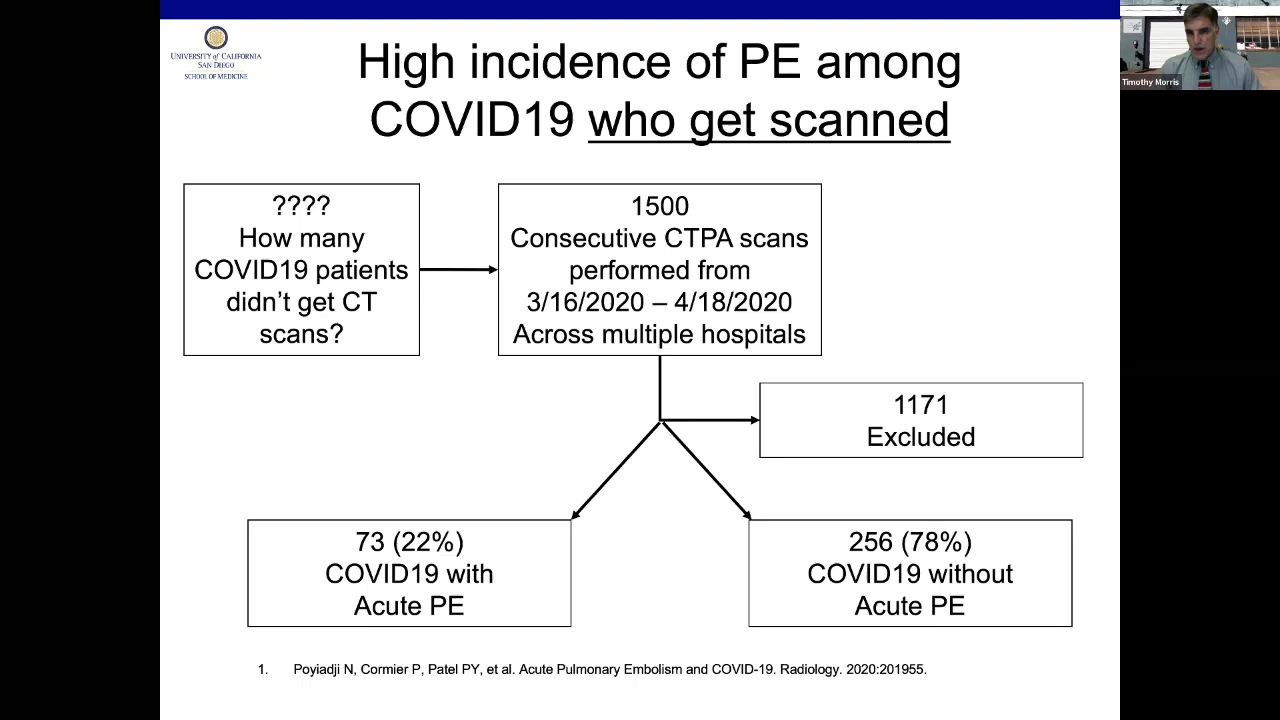 UNIVERSITY OF CALIFORNIA
SAN DIEGO
SCHOOL OF MEDICINE
High incidence of PE among
COVID19 who get scanned
Timothy Morris
????
How many
COVID19 patients
didn't get CT
scans?
1500
Consecutive CTPA scans
performed from
3/16/2020 – 4/18/2020
Across multiple hospitals
1171
Excluded
73 (22%)
COVID19 with
Acute PE
256 (78%)
COVID19 without
Acute PE
1. Poyiadji N, Cormier P, Patel PY, et al. Acute Pulmonary Embolism and COVID-19. Radiology. 2020:201955.